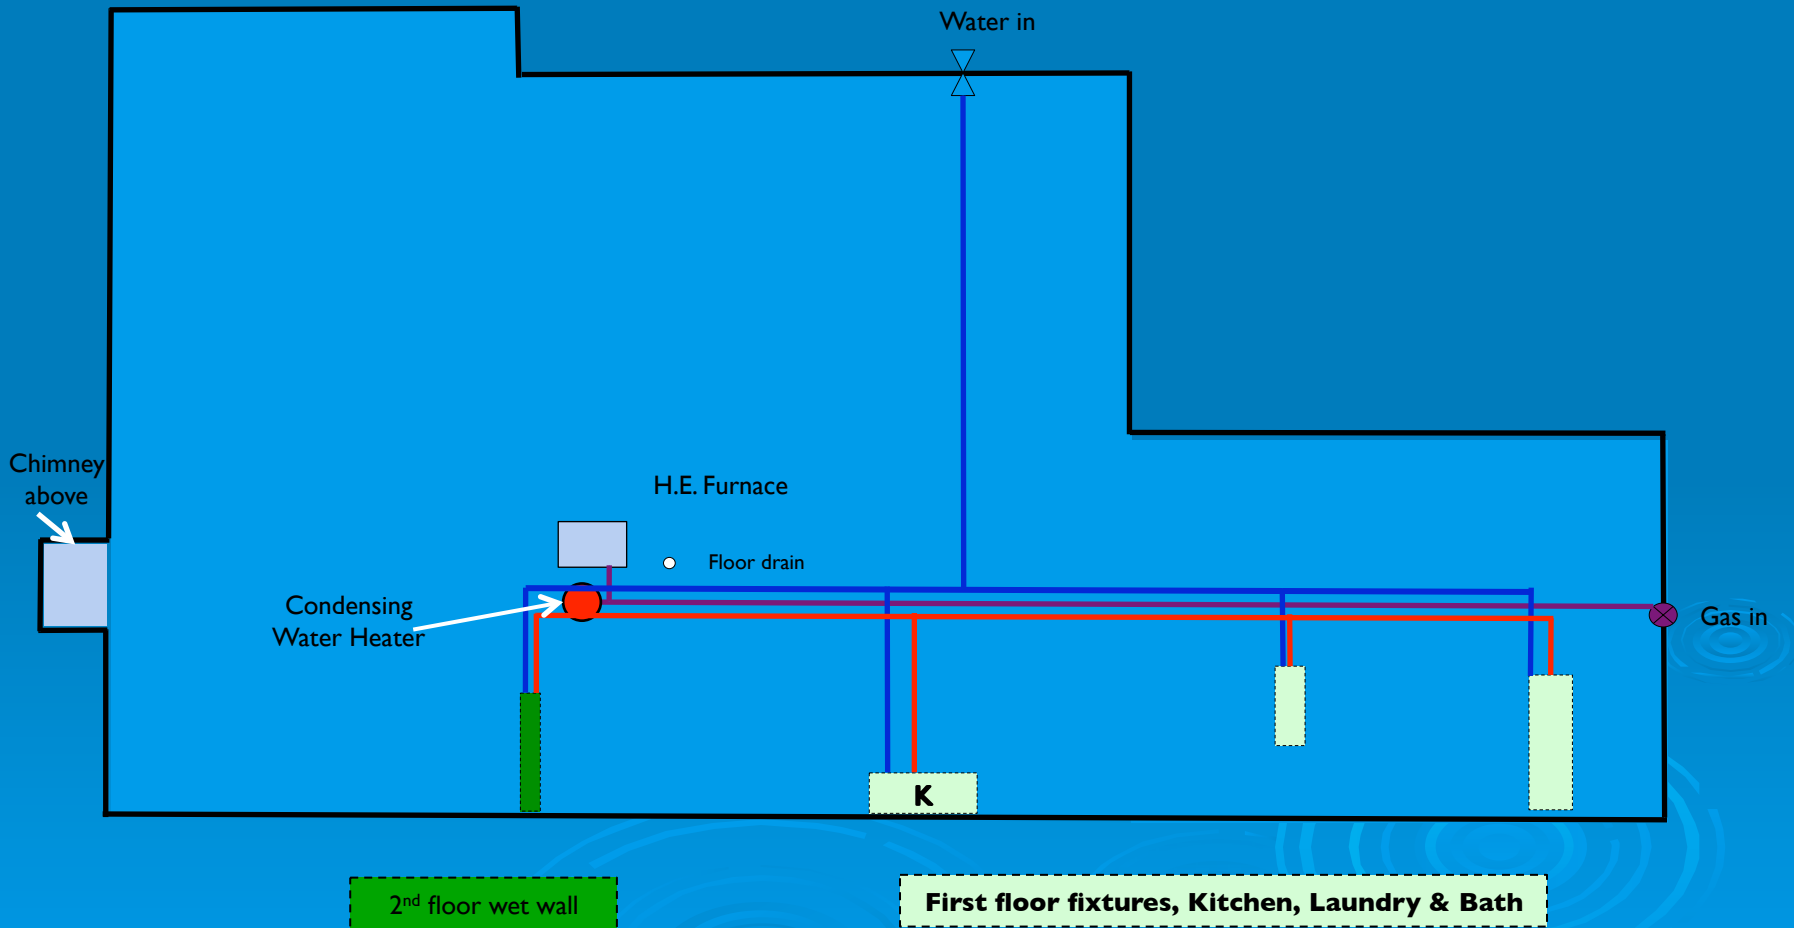 Water in
Chimney
above
H.E. Furnace
Floor drain
Condensing
Water Heater
Gas in
K
2nd floor wet wall
First floor fixtures, Kitchen, Laundry & Bath